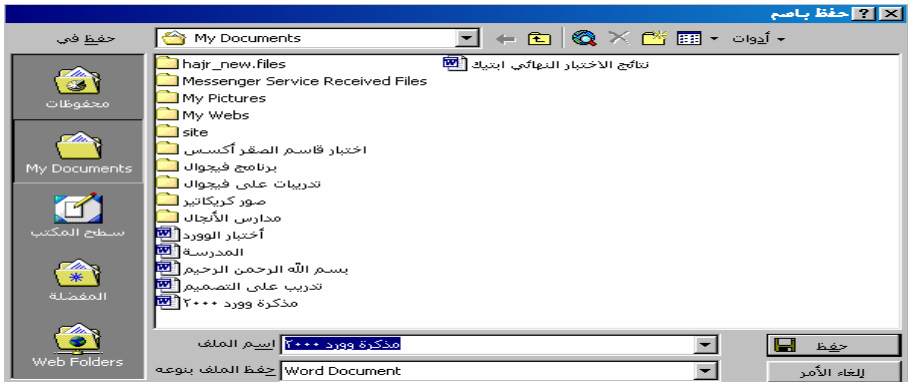 حفظ باسم
حفظ في
My Documents
أدوات
محفوظات
My Documents
سطح المكتب
المفضلة
Web Folders
hajr_new.files
Messenger Service Received Files
My Pictures
My Webs
site
اختبار قاسم الصقر أكسس
برنامج فيجوال
تدريبات على فيجوال
صور كريكاتير
مدارس الأنجال
أختبار الوورد
المدرسة
بسم الله الرحمن الرحيم
تدريب على التصميم
مذكرة وورد ٢٠٠٠
نتائج الاختبار النهائي ابتيك
اسم الملف
مذكرة وورد ٢٠٠٠
حفظ
حفظ الملف بنوعه
Word Document
إلغاء الأمر